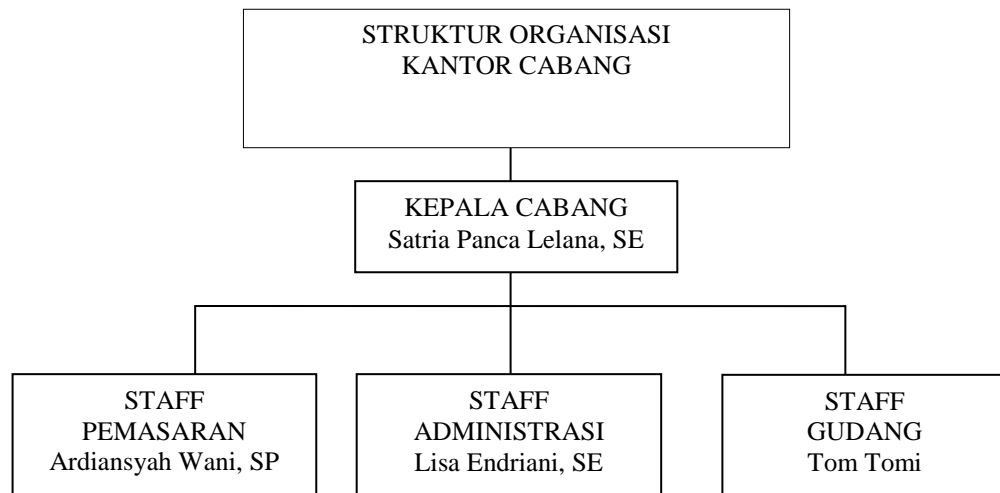 STRUKTUR ORGANISASI
KANTOR CABANG
KEPALA CABANG
Satria Panca Lelana, SE
STAFF
PEMASARAN
Ardiansyah Wani, SP
STAFF
ADMINISTRASI
Lisa Endriani, SE
STAFF
GUDANG
Tom Tomi